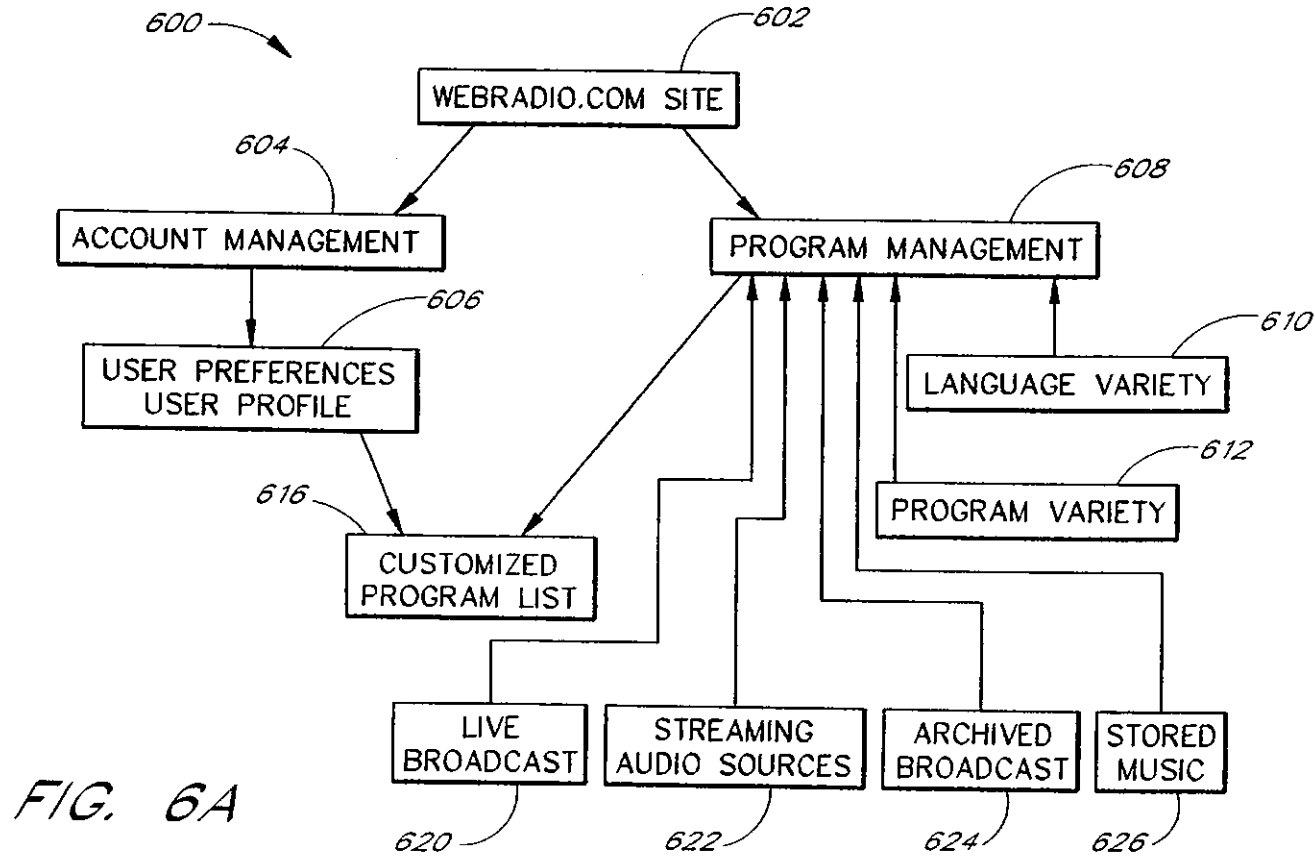 600
602
WEBRADIO.COM SITE
604
608
ACCOUNT MANAGEMENT
PROGRAM MANAGEMENT
606
610
USER PREFERENCES
USER PROFILE
LANGUAGE VARIETY
612
616
PROGRAM VARIETY
CUSTOMIZED
PROGRAM LIST
LIVE
BROADCAST
STREAMING
AUDIO SOURCES
ARCHIVED
BROADCAST
STORED
MUSIC
620
622
624
626
FIG. 6A